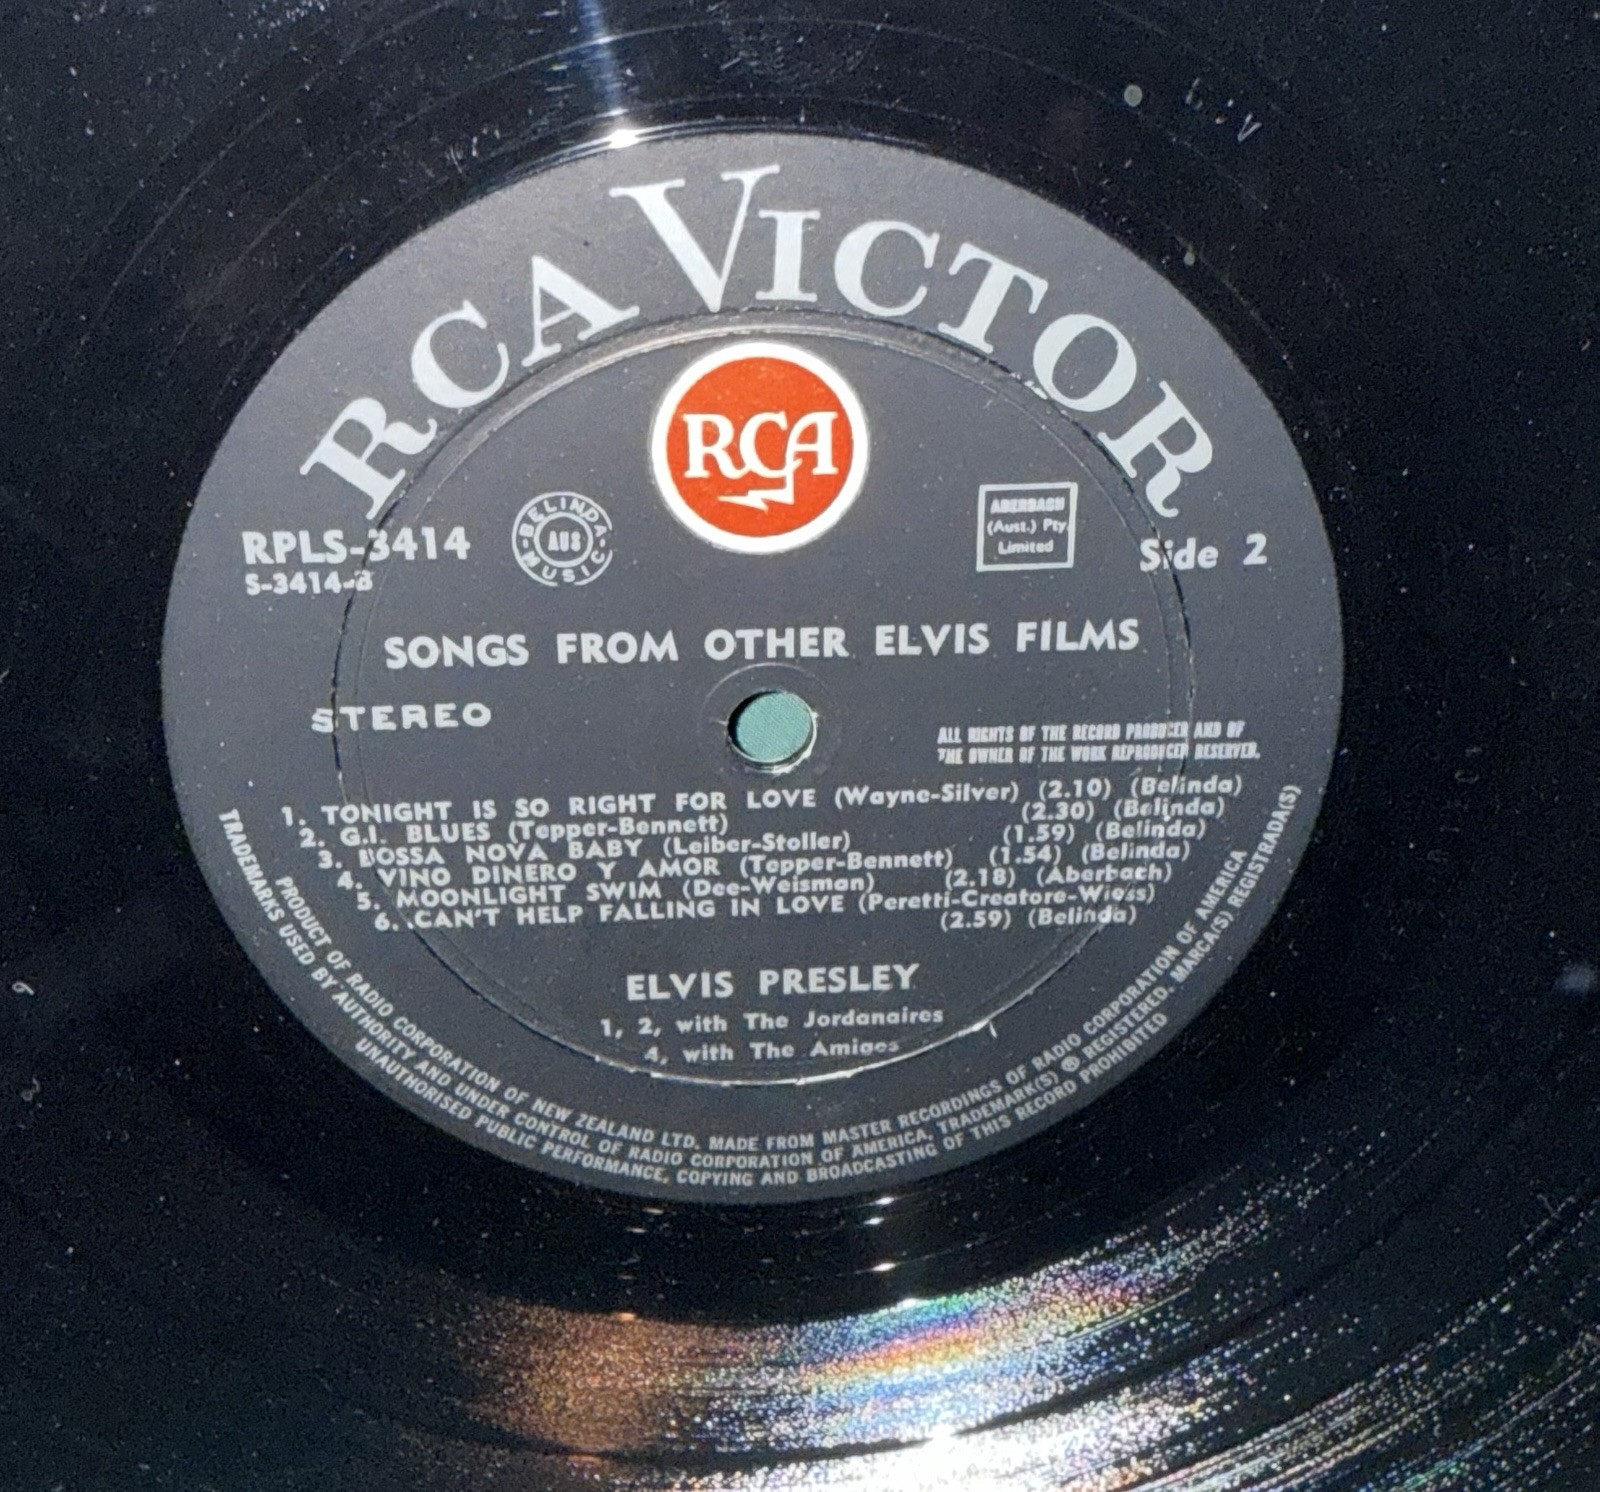 RCA VICTOR
RCA
RPLS-3414
S-3414-B
BELINDA MUSIC
AUS
ABERBACH
(Aust.) Pty.
Limited
Side 2
SONGS FROM OTHER ELVIS FILMS
STEREO
ALL RIGHTS OF THE RECORD PRODUCER AND OF
THE OWNER OF THE WORK REPRODUCED RESERVED.
1. TONIGHT IS SO RIGHT FOR LOVE (Wayne-Silver) (2.10) (Belinda)
2. G.I. BLUES (Tepper-Bennett) (2.30) (Belinda)
3. BOSSA NOVA BABY (Leiber-Stoller) (1.59) (Belinda)
4. VINO DINERO Y AMOR (Tepper-Bennett) (1.54) (Belinda)
5. MOONLIGHT SWIM (Dee-Weisman) (2.18) (Aberbach)
6. CAN'T HELP FALLING IN LOVE (Peretti-Creatore-Wiess)
(2.59) (Belinda)
ELVIS PRESLEY
1, 2, with The Jordanaires
4, with The Amigos
PRODUCT OF RADIO CORPORATION OF NEW ZEALAND LTD. MADE FROM MASTER RECORDINGS OF RADIO CORPORATION OF AMERICA
TRADEMARKS USED BY AUTHORITY AND UNDER CONTROL OF RADIO CORPORATION OF AMERICA, TRADEMARK(S) ® REGISTERED. MARCA(S) REGISTRADA(S)
UNAUTHORISED PUBLIC PERFORMANCE, COPYING AND BROADCASTING OF THIS RECORD PROHIBITED